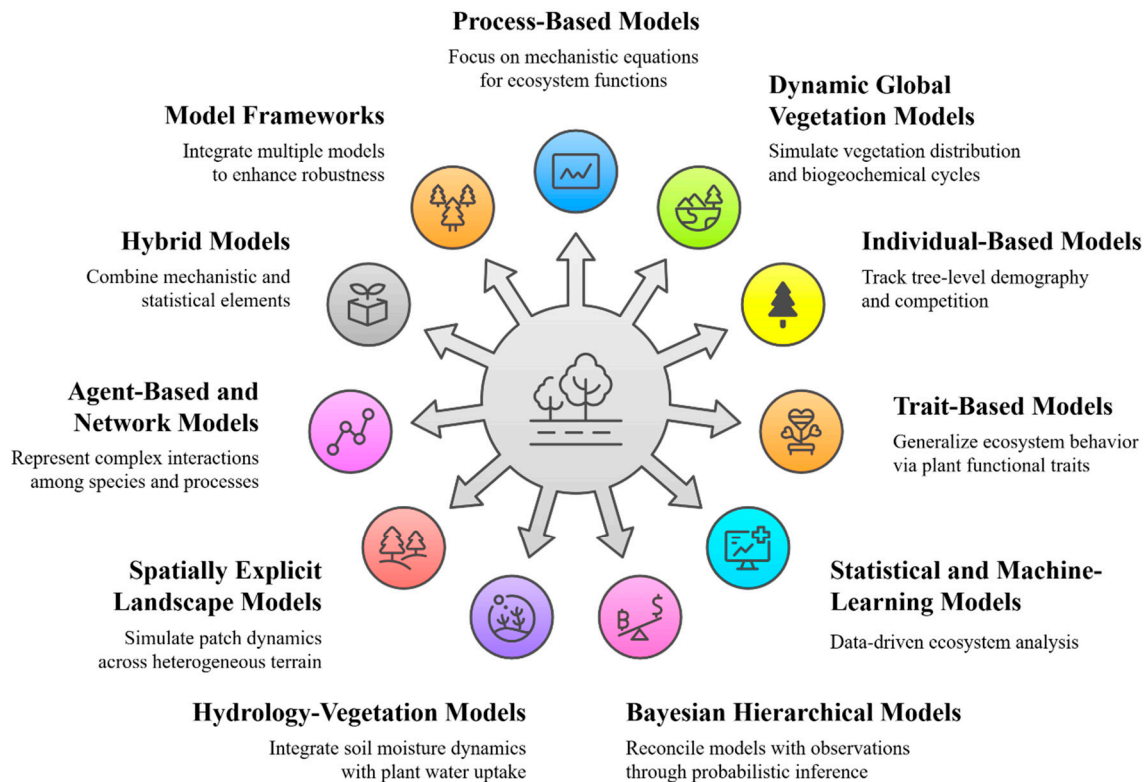 Process-Based Models
Focus on mechanistic equations
for ecosystem functions
Dynamic Global
Vegetation Models
Simulate vegetation distribution
and biogeochemical cycles
Individual-Based Models
Track tree-level demography
and competition
Trait-Based Models
Generalize ecosystem behavior
via plant functional traits
Statistical and Machine-
Learning Models
Data-driven ecosystem analysis
Bayesian Hierarchical Models
Reconcile models with observations
through probabilistic inference
Hydrology-Vegetation Models
Integrate soil moisture dynamics
with plant water uptake
Spatially Explicit
Landscape Models
Simulate patch dynamics
across heterogeneous terrain
Agent-Based and
Network Models
Represent complex interactions
among species and processes
Hybrid Models
Combine mechanistic and
statistical elements
Model Frameworks
Integrate multiple models
to enhance robustness